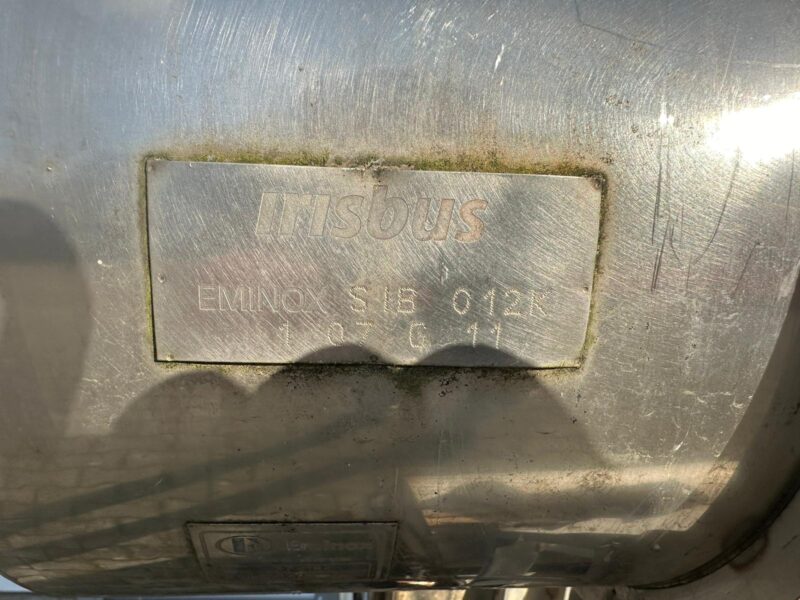 Irisbus
EMINOX SIB 012K
1 07 G 11